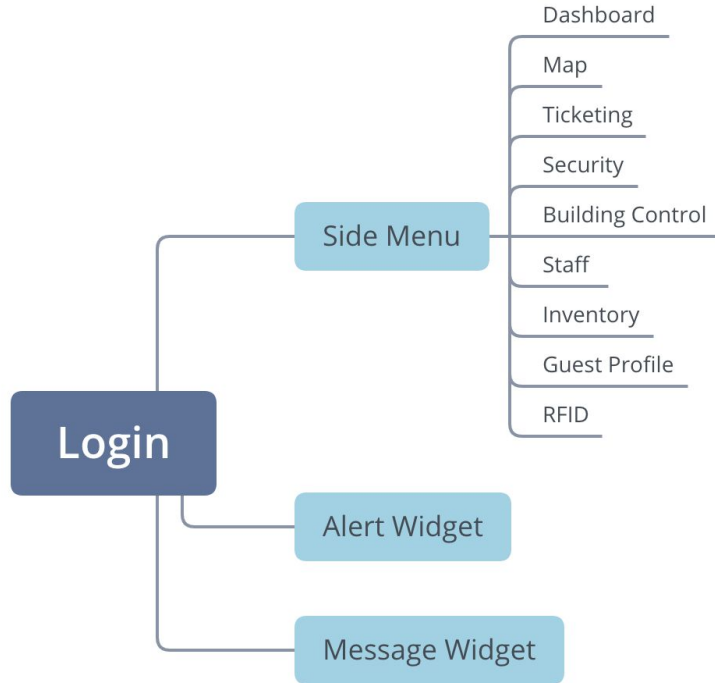 Dashboard
Map
Ticketing
Security
Side Menu
Building Control
Staff
Inventory
Guest Profile
RFID
Login
Alert Widget
Message Widget